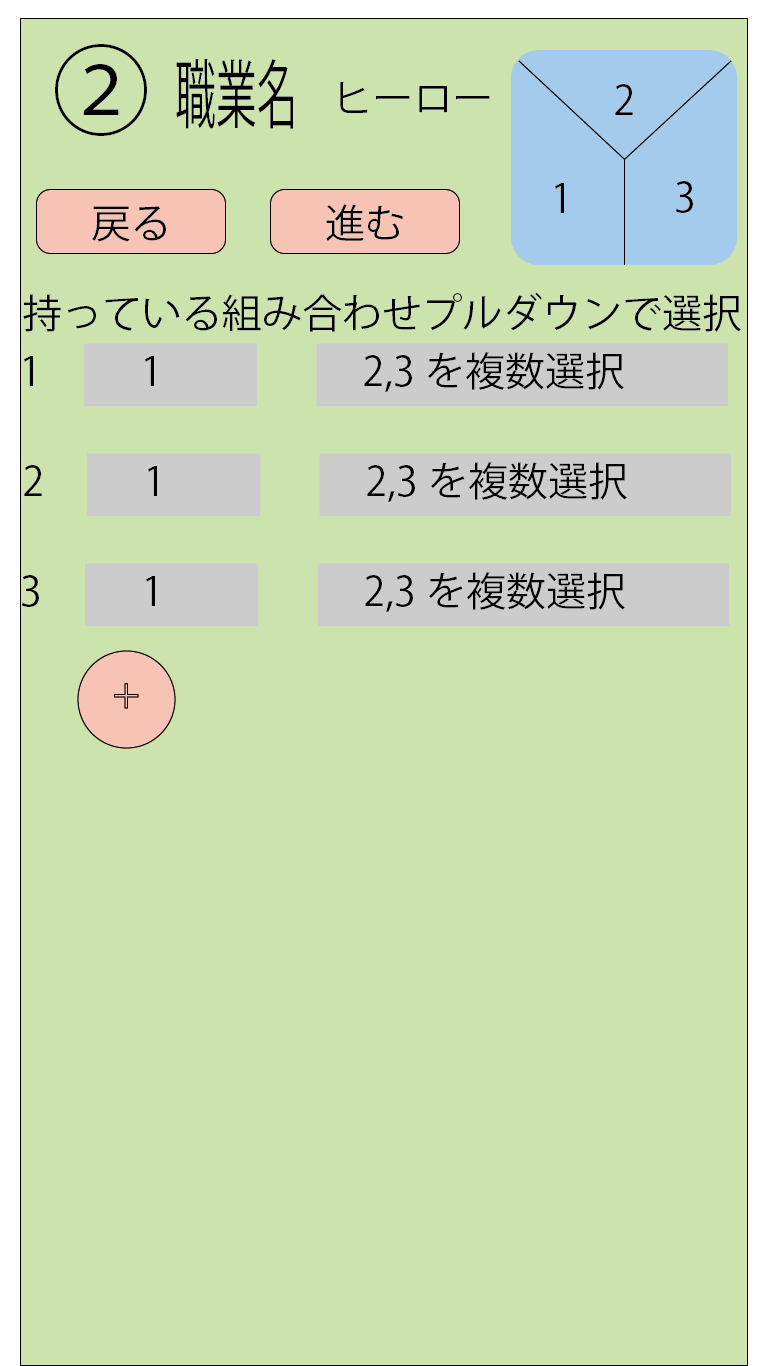 ② 職業名 ヒーロー
2
1 3
戻る 進む
持っている組み合わせプルダウンで選択
1 1 2,3 を複数選択
2 1 2,3 を複数選択
3 1 2,3 を複数選択
+